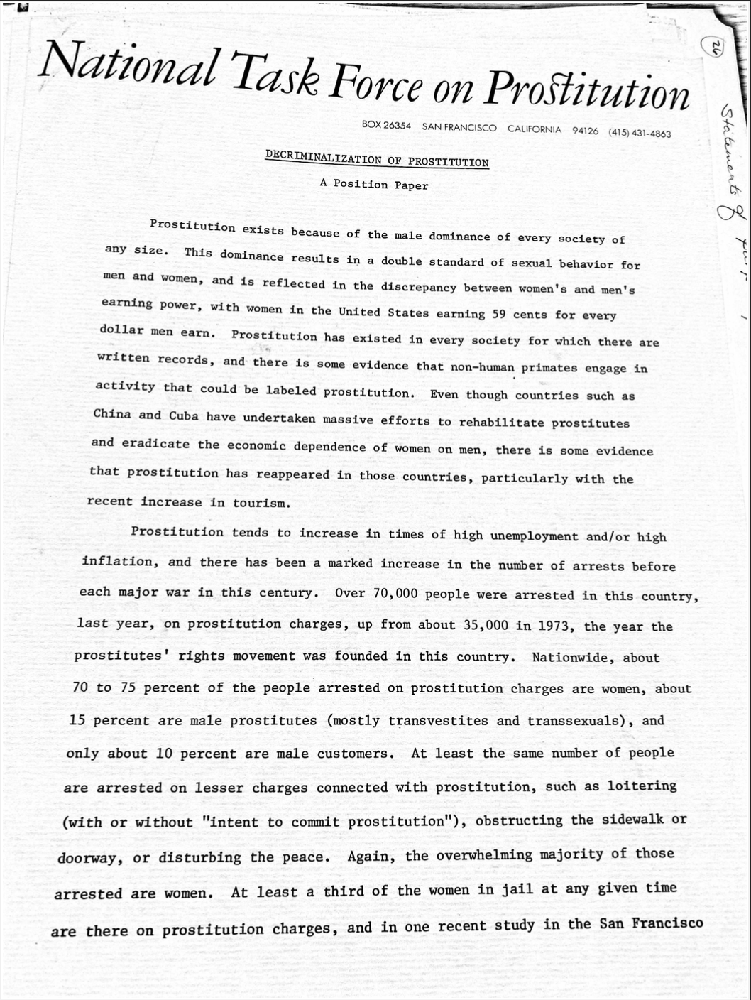 National Task Force on Prostitution
BOX 26354 SAN FRANCISCO CALIFORNIA 94126 (415) 431-4863
DECRIMINALIZATION OF PROSTITUTION
A Position Paper
Prostitution exists because of the male dominance of every society of
any size. This dominance results in a double standard of sexual behavior for
men and women, and is reflected in the discrepancy between women's and men's
earning power, with women in the United States earning 59 cents for every
dollar men earn. Prostitution has existed in every society for which there are
written records, and there is some evidence that non-human primates engage in
activity that could be labeled prostitution. Even though countries such as
China and Cuba have undertaken massive efforts to rehabilitate prostitutes
and eradicate the economic dependence of women on men, there is some evidence
that prostitution has reappeared in those countries, particularly with the
recent increase in tourism.
Prostitution tends to increase in times of high unemployment and/or high
inflation, and there has been a marked increase in the number of arrests before
each major war in this century. Over 70,000 people were arrested in this country,
last year, on prostitution charges, up from about 35,000 in 1973, the year the
prostitutes' rights movement was founded in this country. Nationwide, about
70 to 75 percent of the people arrested on prostitution charges are women, about
15 percent are male prostitutes (mostly transvestites and transsexuals), and
only about 10 percent are male customers. At least the same number of people
are arrested on lesser charges connected with prostitution, such as loitering
(with or without "intent to commit prostitution"), obstructing the sidewalk or
doorway, or disturbing the peace. Again, the overwhelming majority of those
arrested are women. At least a third of the women in jail at any given time
are there on prostitution charges, and in one recent study in the San Francisco
26
Statements of